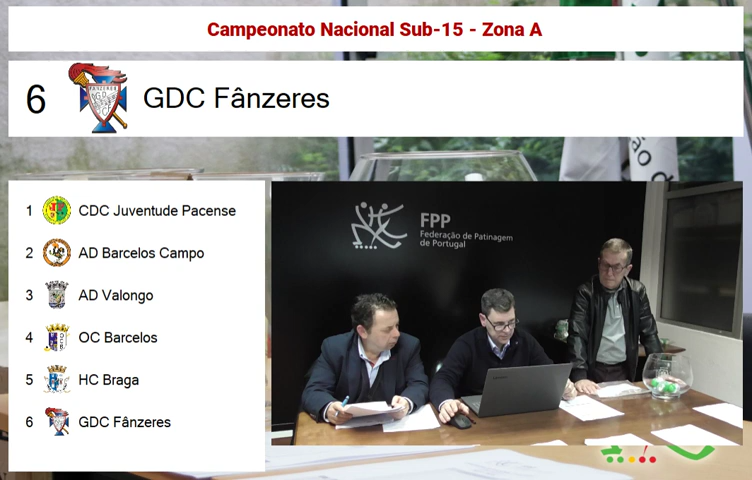 Campeonato Nacional Sub-15 - Zona A
6 GDC Fânzeres
1 CDC Juventude Pacense
2 AD Barcelos Campo
3 AD Valongo
4 OC Barcelos
5 HC Braga
6 GDC Fânzeres
FPP
Federação de Patinagem
de Portugal